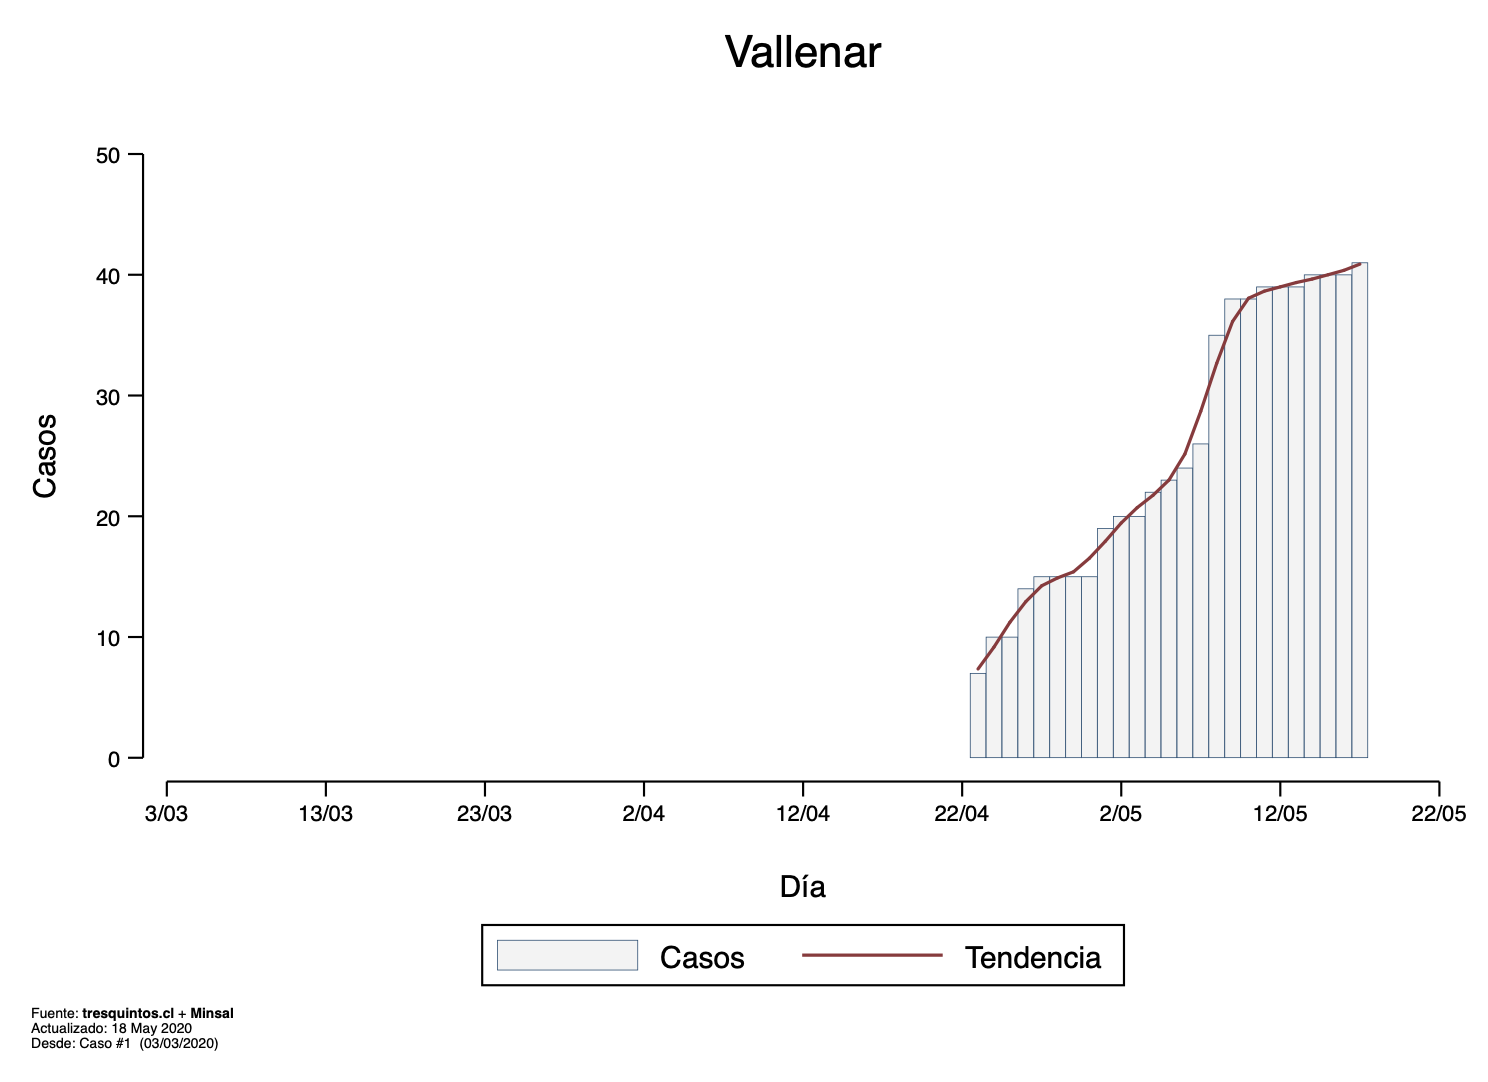 Vallenar
50
40
30
20
10
0
Casos
3/03 13/03 23/03 2/04 12/04 22/04 2/05 12/05 22/05
Día
Casos Tendencia
Fuente: tresquintos.cl + Minsal
Actualizado: 18 May 2020
Desde: Caso #1 (03/03/2020)